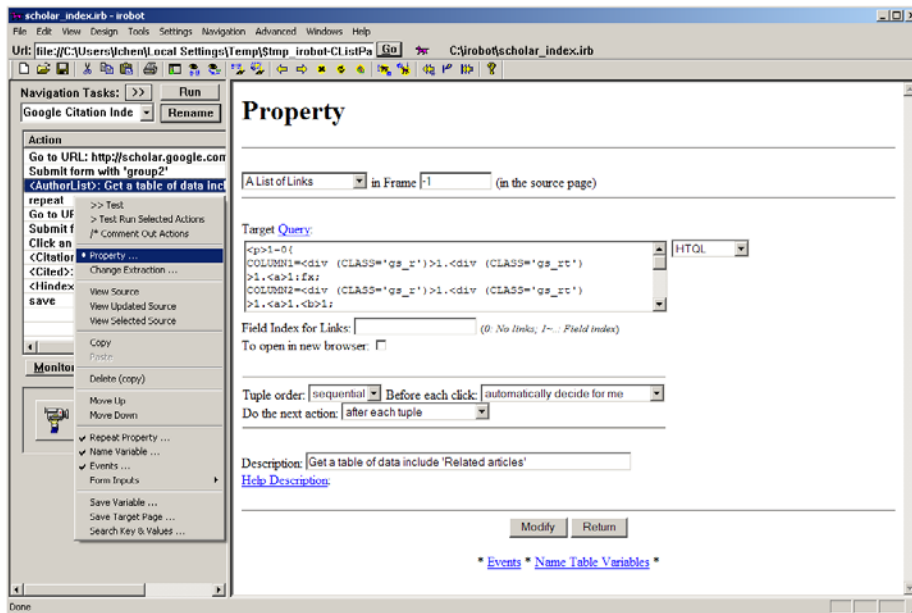 scholar_index.irb - irobot
File Edit View Design Tools Settings Navigation Advanced Windows Help
Url: file://C:\Users\lchen\Local Settings\Temp\$tmp_irobot-CListPa Go C:\irobot\scholar_index.irb
Navigation Tasks: >> Run
Google Citation Inde Rename
Action
Go to URL: http://scholar.google.com
Submit form with 'group2'
<AuthorList>: Get a table of data incl
repeat
Go to UF
Submit f
Click an
<Citation
<Cited>:
<Hindex
save
Monitor
>> Test
> Test Run Selected Actions
/* Comment Out Actions
Property ...
Change Extraction ...
View Source
View Updated Source
View Selected Source
Copy
Paste
Delete (copy)
Move Up
Move Down
Repeat Property ...
Name Variable ...
Events ...
Form Inputs
Save Variable ...
Save Target Page ...
Search Key & Values ...
Property
A List of Links in Frame -1 (in the source page)
Target Query:
<p>1-0{
COLUMN1=<div (CLASS='gs_r')>1.<div (CLASS='gs_rt')
>1.<a>1:fx;
COLUMN2=<div (CLASS='gs_r')>1.<div (CLASS='gs_rt')
>1.<a>1.<b>1;
HTQL
Field Index for Links: (0: No links; 1~..: Field index)
To open in new browser:
Tuple order: sequential Before each click: automatically decide for me
Do the next action: after each tuple
Description: Get a table of data include 'Related articles'
Help Description:
Modify Return
* Events * Name Table Variables *
Done